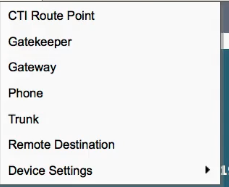 CTI Route Point
Gatekeeper
Gateway
Phone
Trunk
Remote Destination
Device Settings